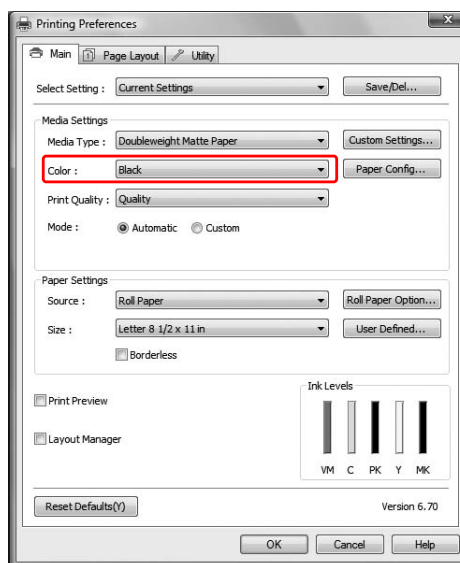 Printing Preferences
Main Page Layout Utility
Select Setting : Current Settings Save/Del...
Media Settings
Media Type : Doubleweight Matte Paper Custom Settings...
Color : Black Paper Config...
Print Quality : Quality
Mode : Automatic Custom
Paper Settings
Source : Roll Paper Roll Paper Option...
Size : Letter 8 1/2 x 11 in User Defined...
Borderless
Print Preview
Layout Manager
Ink Levels
VM C PK Y MK
Reset Defaults(Y) Version 6.70
OK Cancel Help